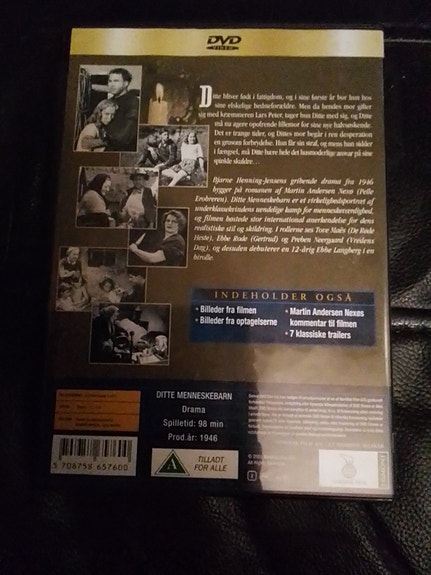 DVD
VIDEO
Ditte bliver født i fattigdom, og i sine første år bor hun hos
sine elskelige bedsteforældre. Men da hendes mor gifter
sig med kræmmeren Lars Peter, tager hun Ditte med sig, og Ditte
må nu agere opofrende lillemor for sine nye halvsøskende.
Det er trange tider, og Dittes mor begår i ren desperation
en grusom forbrydelse. Hun får sin straf, og mens hun sidder
i fængsel, må Ditte bære hele det husmoderlige ansvar på sine
spinkle skuldre…
Bjarne Henning-Jensens gribende drama fra 1946
bygger på romanen af Martin Andersen Nexø (Pelle
Erobreren). Ditte Menneskebarn er et virkelighedsportræt af
underklassekvindens uendelige kamp for menneskeværdighed,
og filmen høstede stor international anerkendelse for dens
realistiske stil og skildring. I rollerne ses Tove Maës (De Røde
Heste), Ebbe Rode (Gertrud) og Preben Neergaard (Vredens
Dag), og desuden debuterer en 12-årig Ebbe Langberg i en
birolle.
INDEHOLDER OGSÅ
• Billeder fra filmen
• Billeder fra optagelserne
• Martin Andersen Nexøs
kommentar til filmen
• 7 klassiske trailers
DITTE MENNESKEBARN
Drama
Spilletid: 98 min
Prod.år: 1946
5 708758 657600
A
TILLADT
FOR ALLE